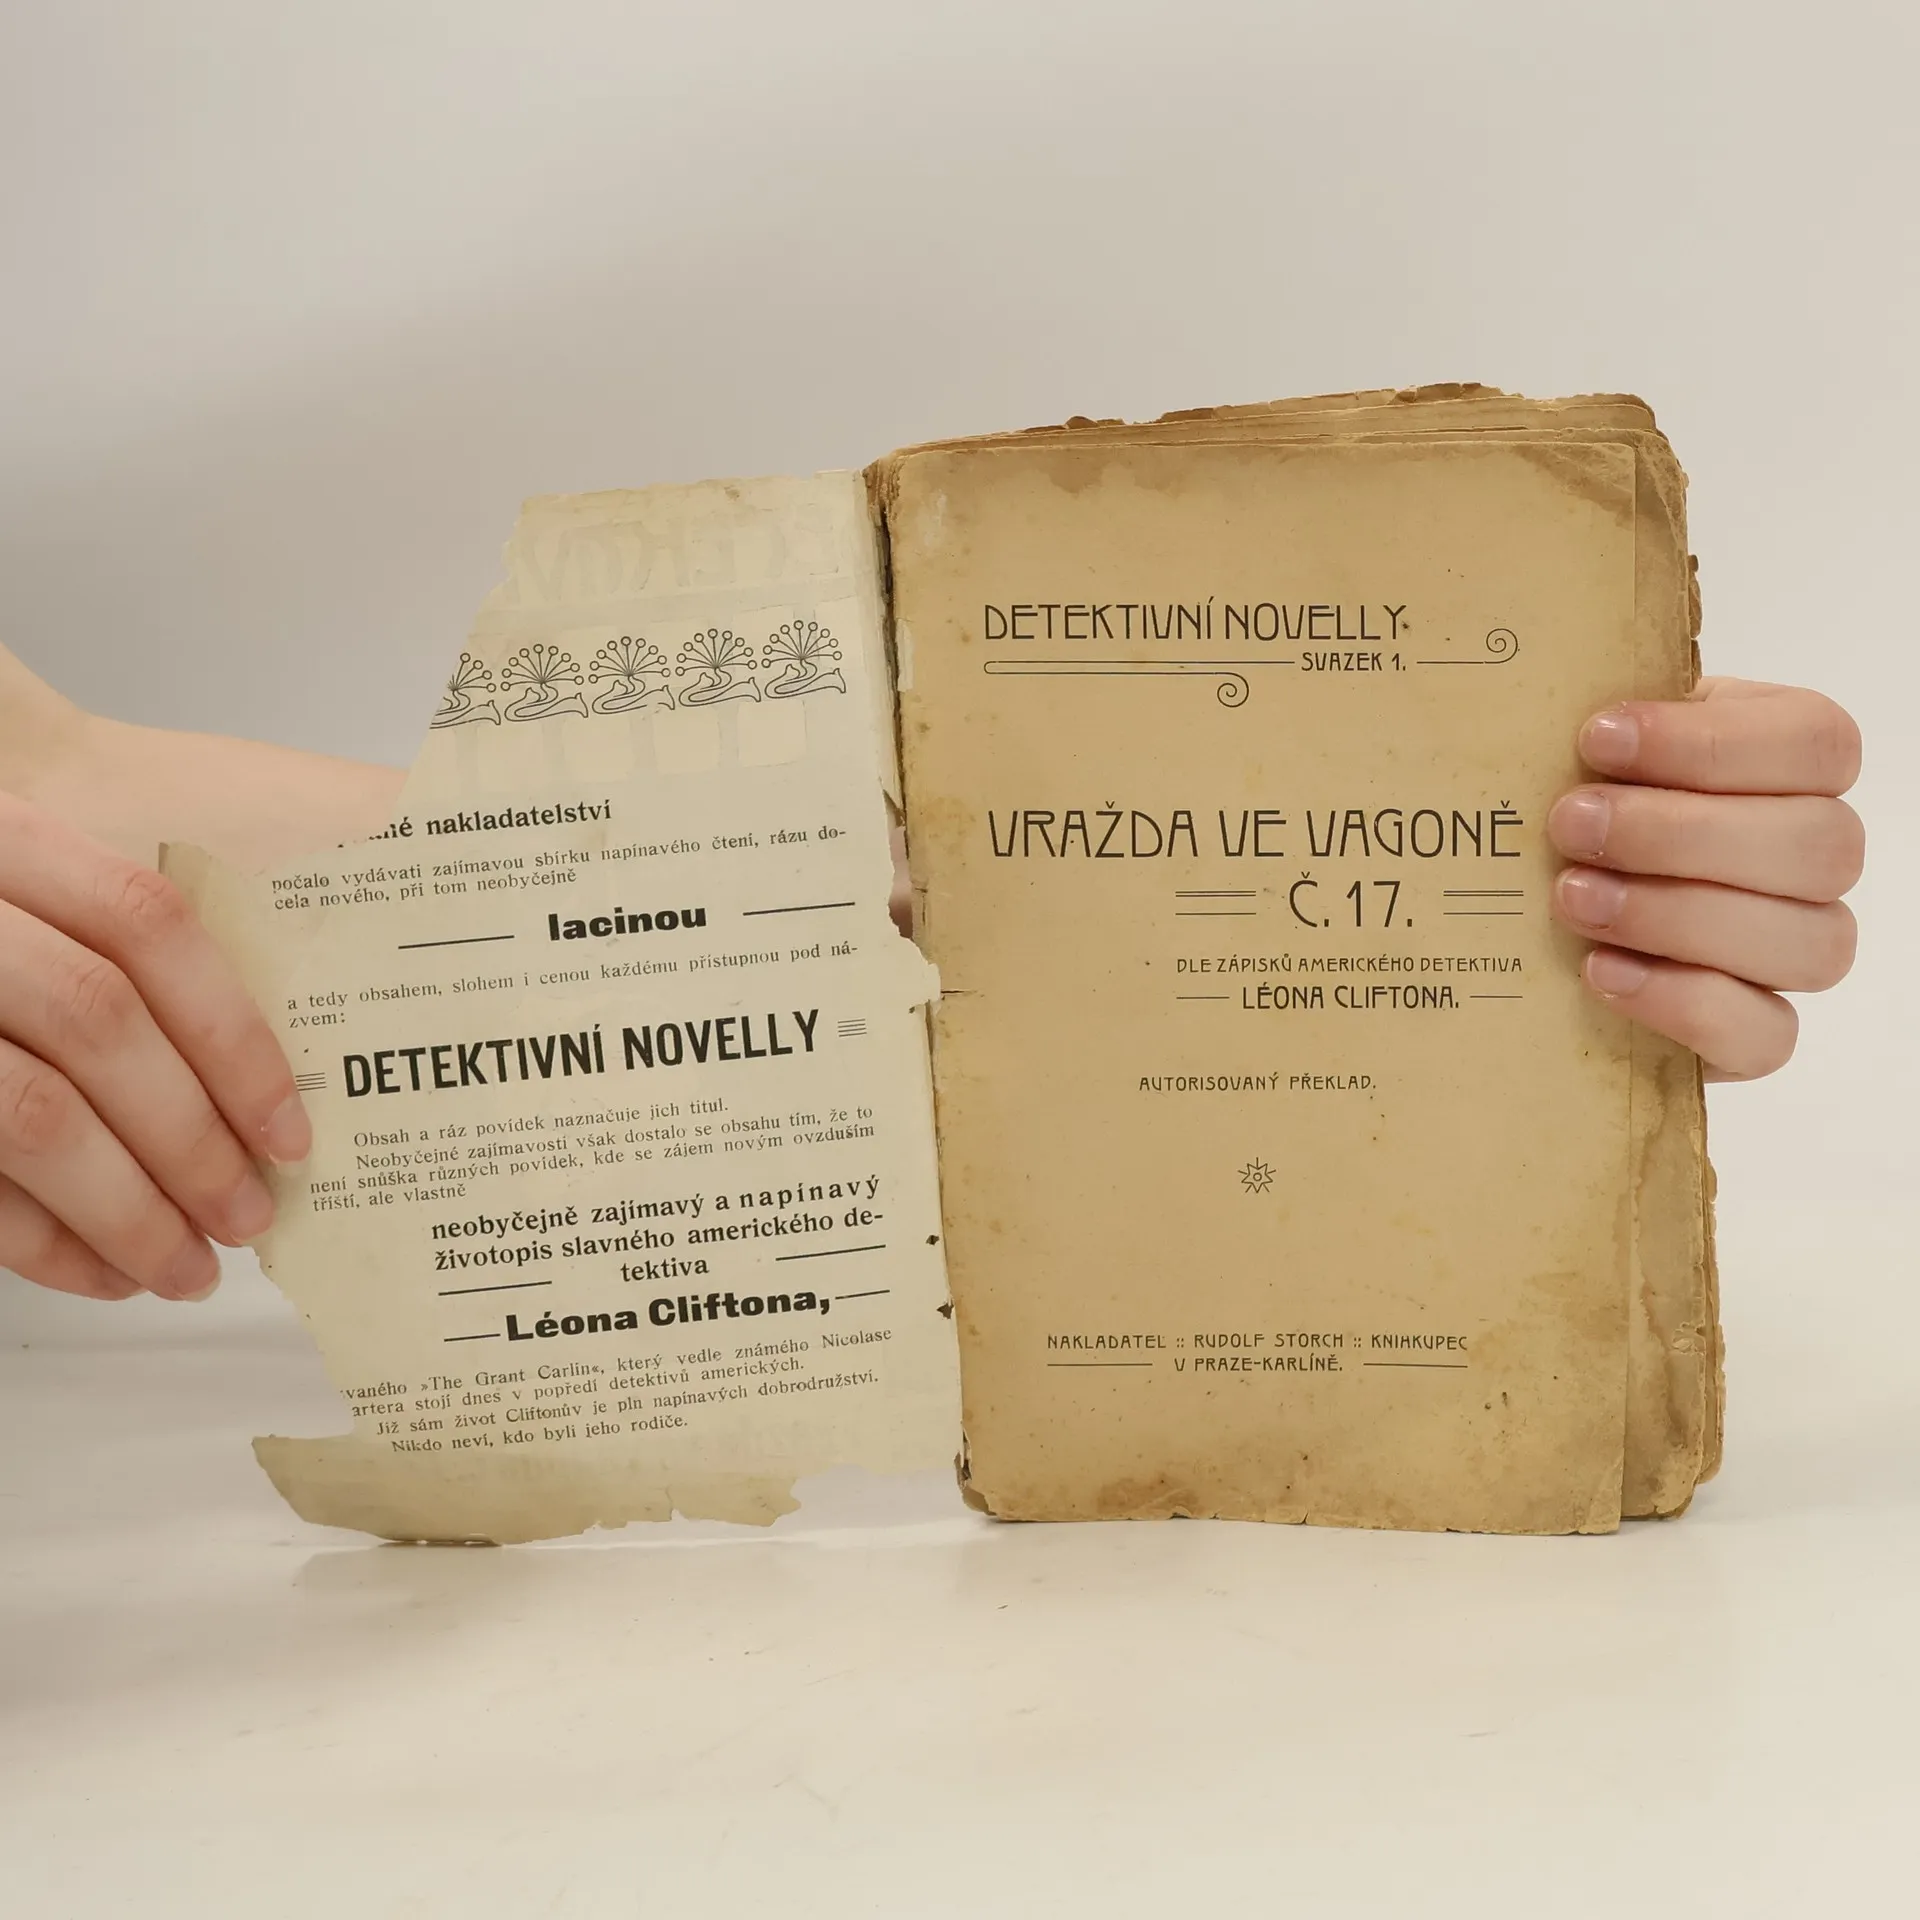 nakladatelství
počalo vydávati zajímavou sbírku napínavého čtení, rázu do-
cela nového, při tom neobyčejně
lacinou
a tedy obsahem, slohem i cenou každému přístupnou pod ná-
zvem:
DETEKTIVNÍ NOVELLY
Obsah a ráz povídek naznačuje jich titul.
Neobyčejné zajímavosti však dostalo se obsahu tím, že to
není snůška různých povídek, kde se zájem novým ovzduším
tříští, ale vlastně
neobyčejně zajímavý a napínavý
životopis slavného amerického de-
tektiva
Léona Cliftona,
vaného »The Grant Carlin«, který vedle známého Nicolase
artera stojí dnes v popředí detektivů amerických.
Již sám život Cliftonův je pln napínavých dobrodružství.
Nikdo neví, kdo byli jeho rodiče.
DETEKTIVNÍ NOVELLY.
SVAZEK 1.
VRAŽDA VE VAGONĚ
Č. 17.
DLE ZÁPISKŮ AMERICKÉHO DETEKTIVA
LÉONA CLIFTONA.
AUTORISOVANÝ PŘEKLAD.
NAKLADATEL :: RUDOLF STORCH :: KNIHKUPEC
V PRAZE-KARLÍNĚ.